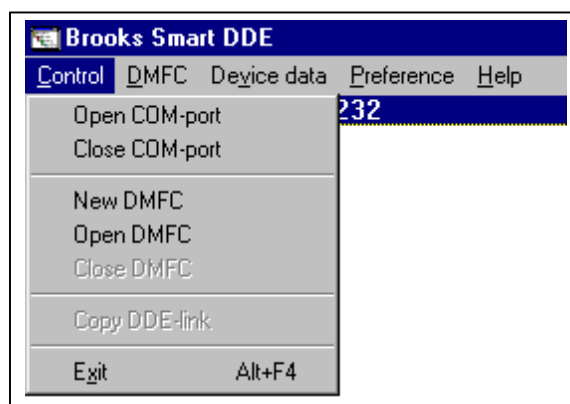 Brooks Smart DDE
Control DMFC Device data Preference Help
232
Open COM-port
Close COM-port
New DMFC
Open DMFC
Close DMFC
Copy DDE-link
Exit Alt+F4